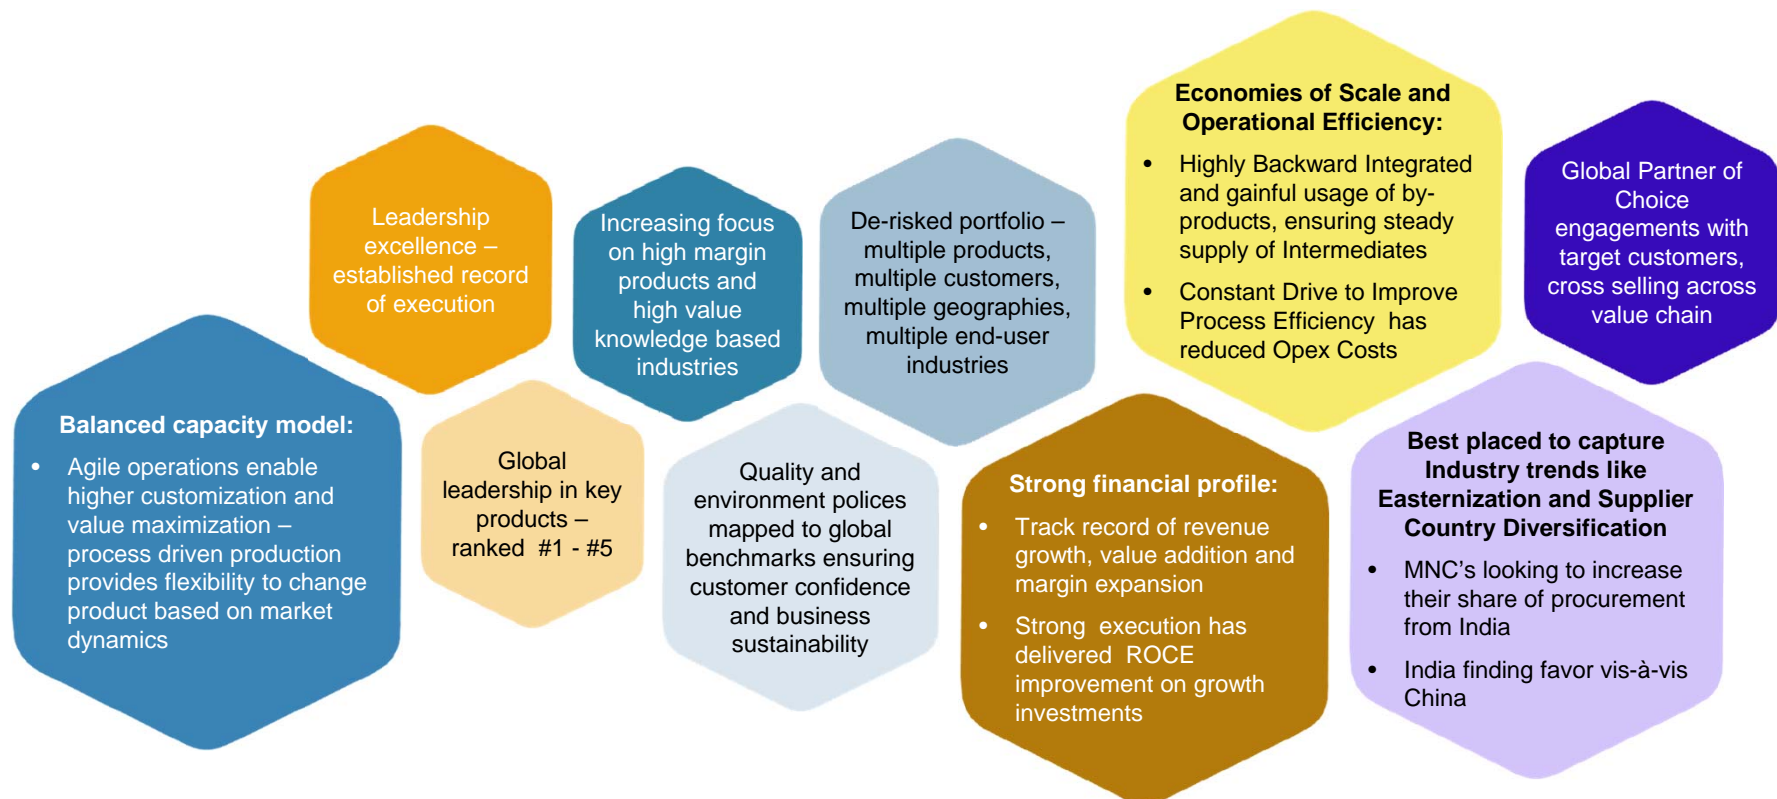 Balanced capacity model:
• Agile operations enable
higher customization and
value maximization –
process driven production
provides flexibility to change
product based on market
dynamics
Leadership
excellence –
established record
of execution
Global
leadership in key
products –
ranked #1 - #5
Increasing focus
on high margin
products and
high value
knowledge based
industries
Quality and
environment polices
mapped to global
benchmarks ensuring
customer confidence
and business
sustainability
De-risked portfolio –
multiple products,
multiple customers,
multiple geographies,
multiple end-user
industries
Strong financial profile:
• Track record of revenue
growth, value addition and
margin expansion
• Strong execution has
delivered ROCE
improvement on growth
investments
Economies of Scale and
Operational Efficiency:
• Highly Backward Integrated
and gainful usage of by-
products, ensuring steady
supply of Intermediates
• Constant Drive to Improve
Process Efficiency has
reduced Opex Costs
Best placed to capture
Industry trends like
Easternization and Supplier
Country Diversification
• MNC’s looking to increase
their share of procurement
from India
• India finding favor vis-à-vis
China
Global Partner of
Choice
engagements with
target customers,
cross selling across
value chain